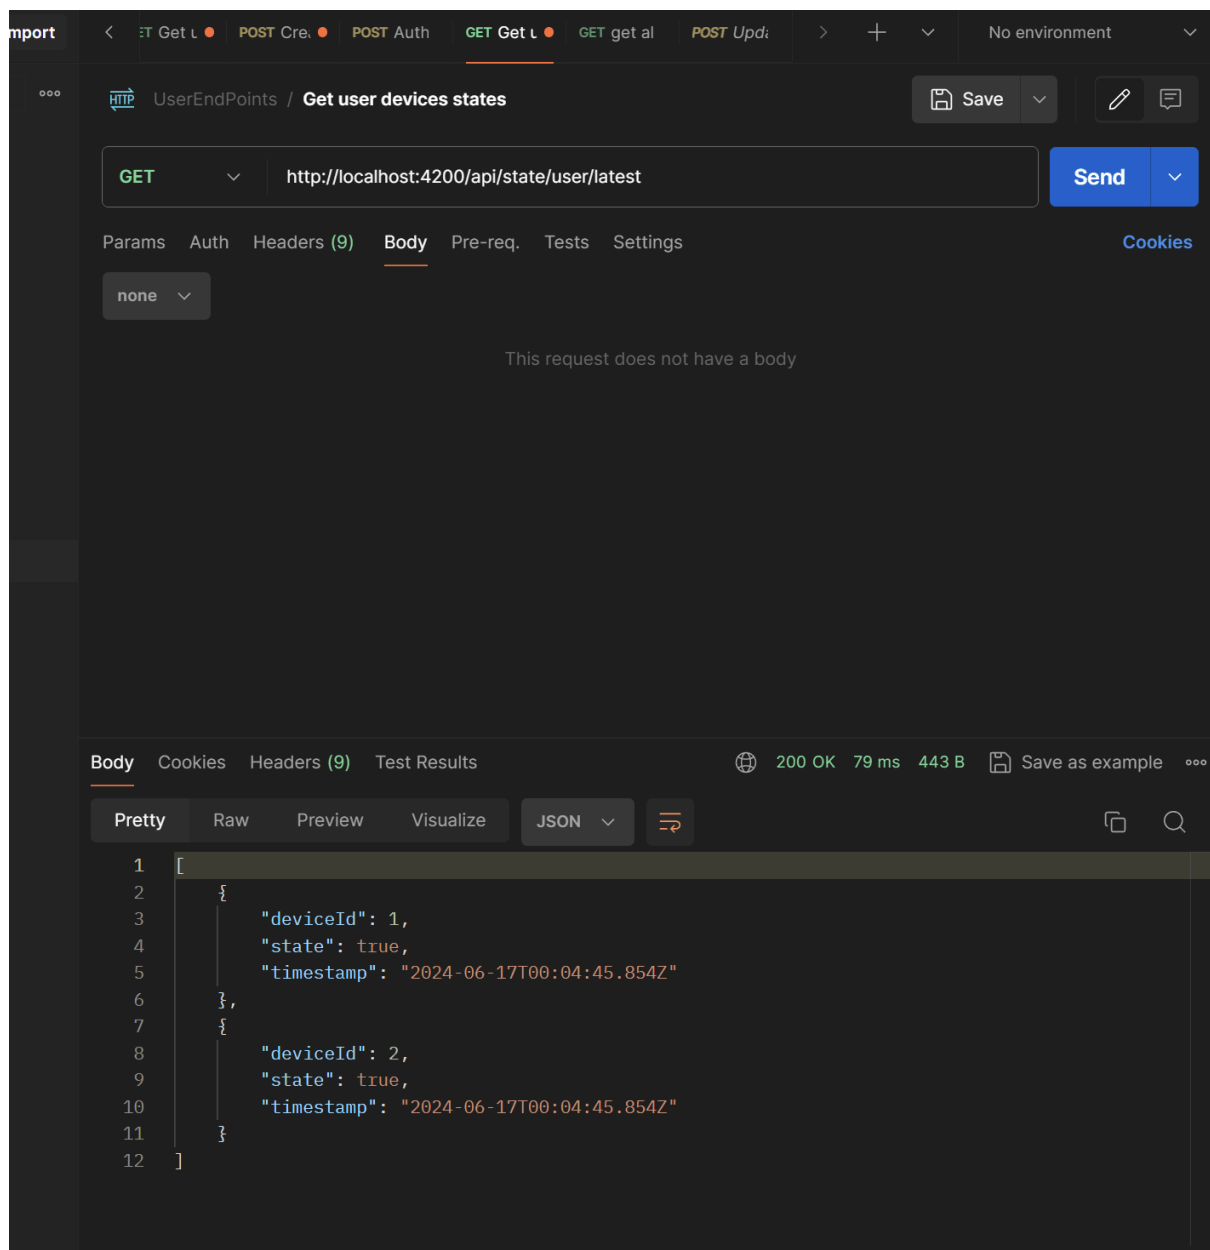 mport
ET Get u
POST Cre
POST Auth
GET Get u
GET get al
POST Upda
No environment
HTTP UserEndPoints / Get user devices states
Save
GET http://localhost:4200/api/state/user/latest
Send
Params Auth Headers (9) Body Pre-req. Tests Settings
Cookies
none
This request does not have a body
Body Cookies Headers (9) Test Results
200 OK 79 ms 443 B Save as example
Pretty Raw Preview Visualize JSON
1 [
2 {
3 "deviceId": 1,
4 "state": true,
5 "timestamp": "2024-06-17T00:04:45.854Z"
6 },
7 {
8 "deviceId": 2,
9 "state": true,
10 "timestamp": "2024-06-17T00:04:45.854Z"
11 }
12 ]